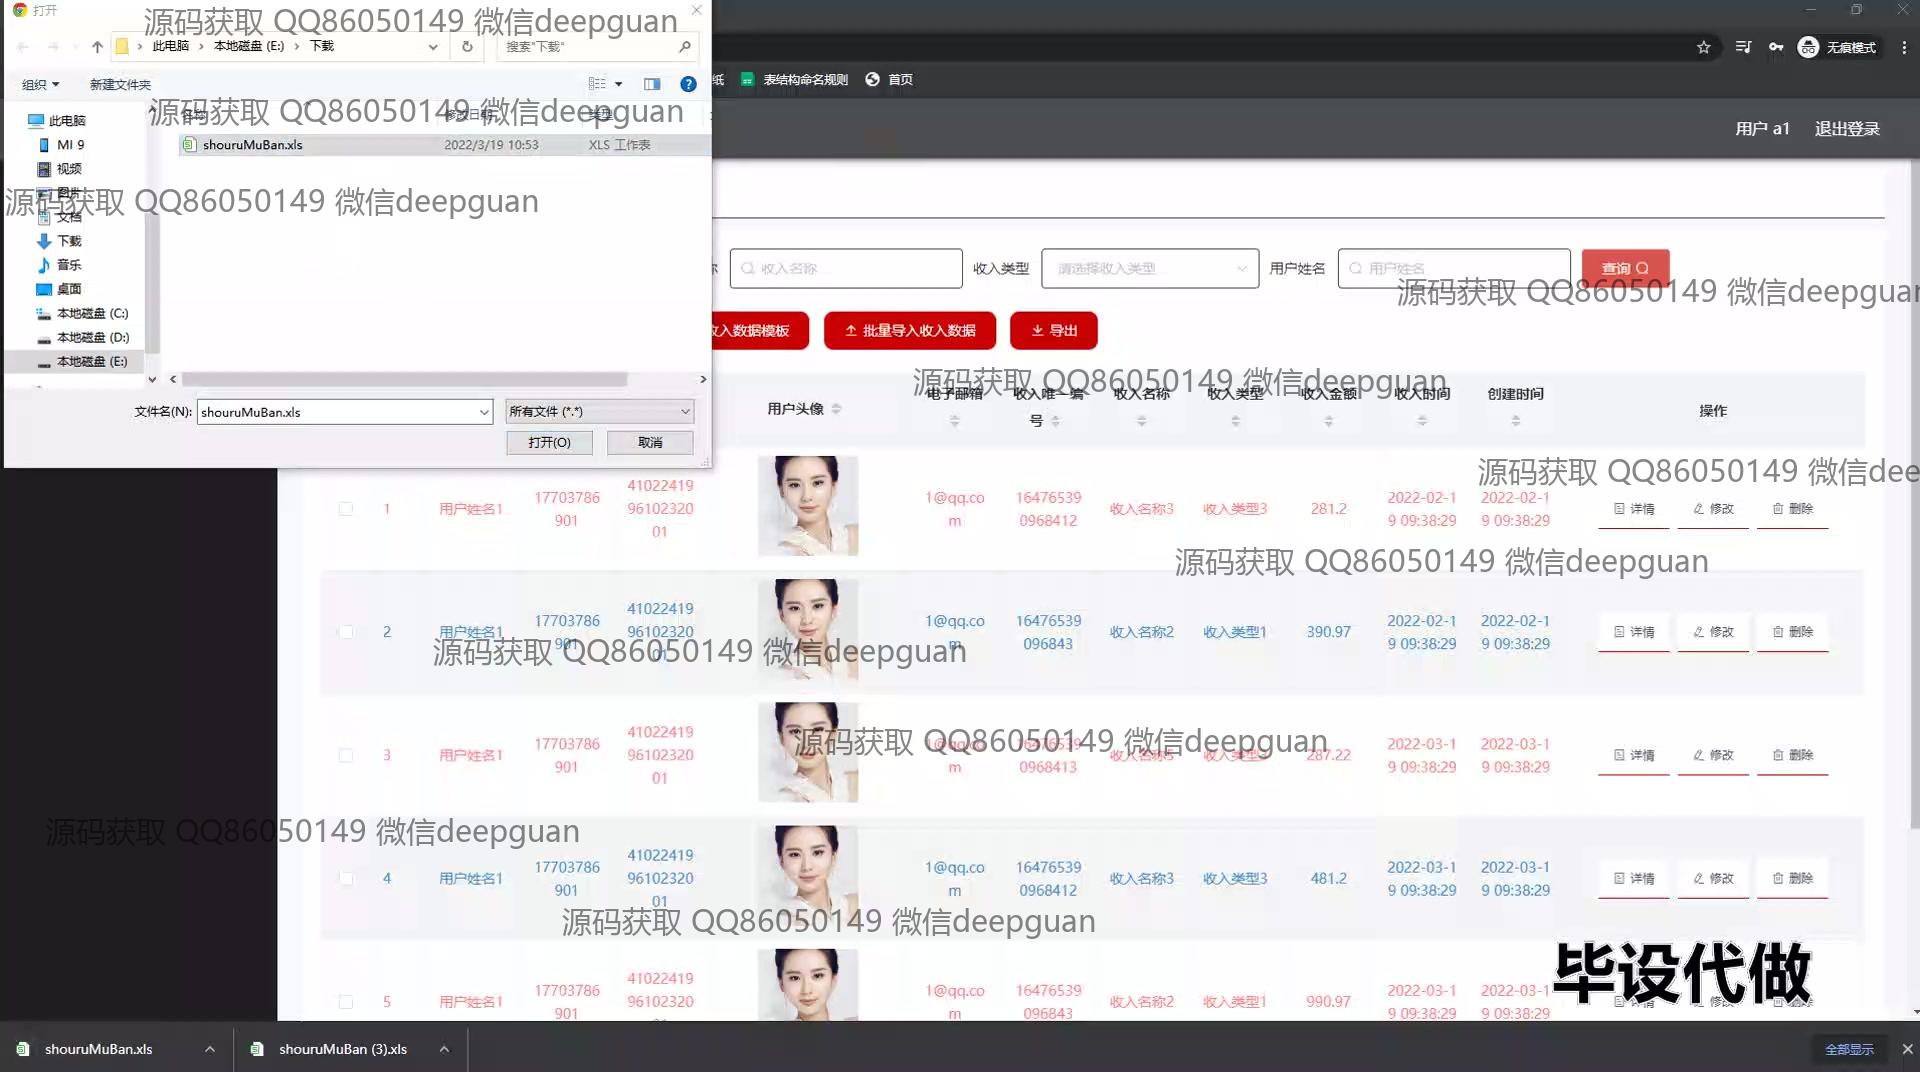 打开
源码获取 QQ86050149 微信deepguan
此电脑 › 本地磁盘 (E:) › 下载
搜索"下载"
无痕模式
组织
新建文件夹
纸
表结构命名规则
首页
源码获取 QQ86050149 微信deepguan
修改日期
此电脑
用户 a1
退出登录
MI 9
shouruMuBan.xls
2022/3/19 10:53
XLS 工作表
视频
图片
源码获取 QQ86050149 微信deepguan
文档
下载
音乐
收入名称
收入类型
请选择收入类型
用户姓名
用户姓名
查询
桌面
源码获取 QQ86050149 微信deepguan
本地磁盘 (C:)
本地磁盘 (D:)
入数据模板
批量导入收入数据
导出
本地磁盘 (E:)
源码获取 QQ86050149 微信deepguan
文件名(N):
shouruMuBan.xls
所有文件 (*.*)
打开(O)
取消
用户头像
电子邮箱
收入唯一编号
收入名称
收入类型
收入金额
收入时间
创建时间
操作
源码获取 QQ86050149 微信dee
1
用户姓名1
17703786901
410224199610232001
1@qq.com
164765390968412
收入名称3
收入类型3
281.2
2022-02-19 09:38:29
2022-02-19 09:38:29
详情
修改
删除
源码获取 QQ86050149 微信deepguan
2
用户姓名1
17703786901
410224199610232001
1@qq.com
16476539096843
收入名称2
收入类型1
390.97
2022-02-19 09:38:29
2022-02-19 09:38:29
详情
修改
删除
源码获取 QQ86050149 微信deepguan
3
用户姓名1
17703786901
410224199610232001
1@qq.com
164765390968413
收入名称5
287.22
2022-03-19 09:38:29
2022-03-19 09:38:29
详情
修改
删除
源码获取 QQ86050149 微信deepguan
源码获取 QQ86050149 微信deepguan
4
用户姓名1
17703786901
410224199610232001
1@qq.com
164765390968412
收入名称3
收入类型3
481.2
2022-03-19 09:38:29
2022-03-19 09:38:29
详情
修改
删除
源码获取 QQ86050149 微信deepguan
毕设代做
5
用户姓名1
17703786901
4102241996102320
1@qq.com
16476539096843
收入名称2
收入类型1
990.97
2022-03-19 09:38:29
2022-03-19 09:38:29
shouruMuBan.xls
shouruMuBan (3).xls
全部显示